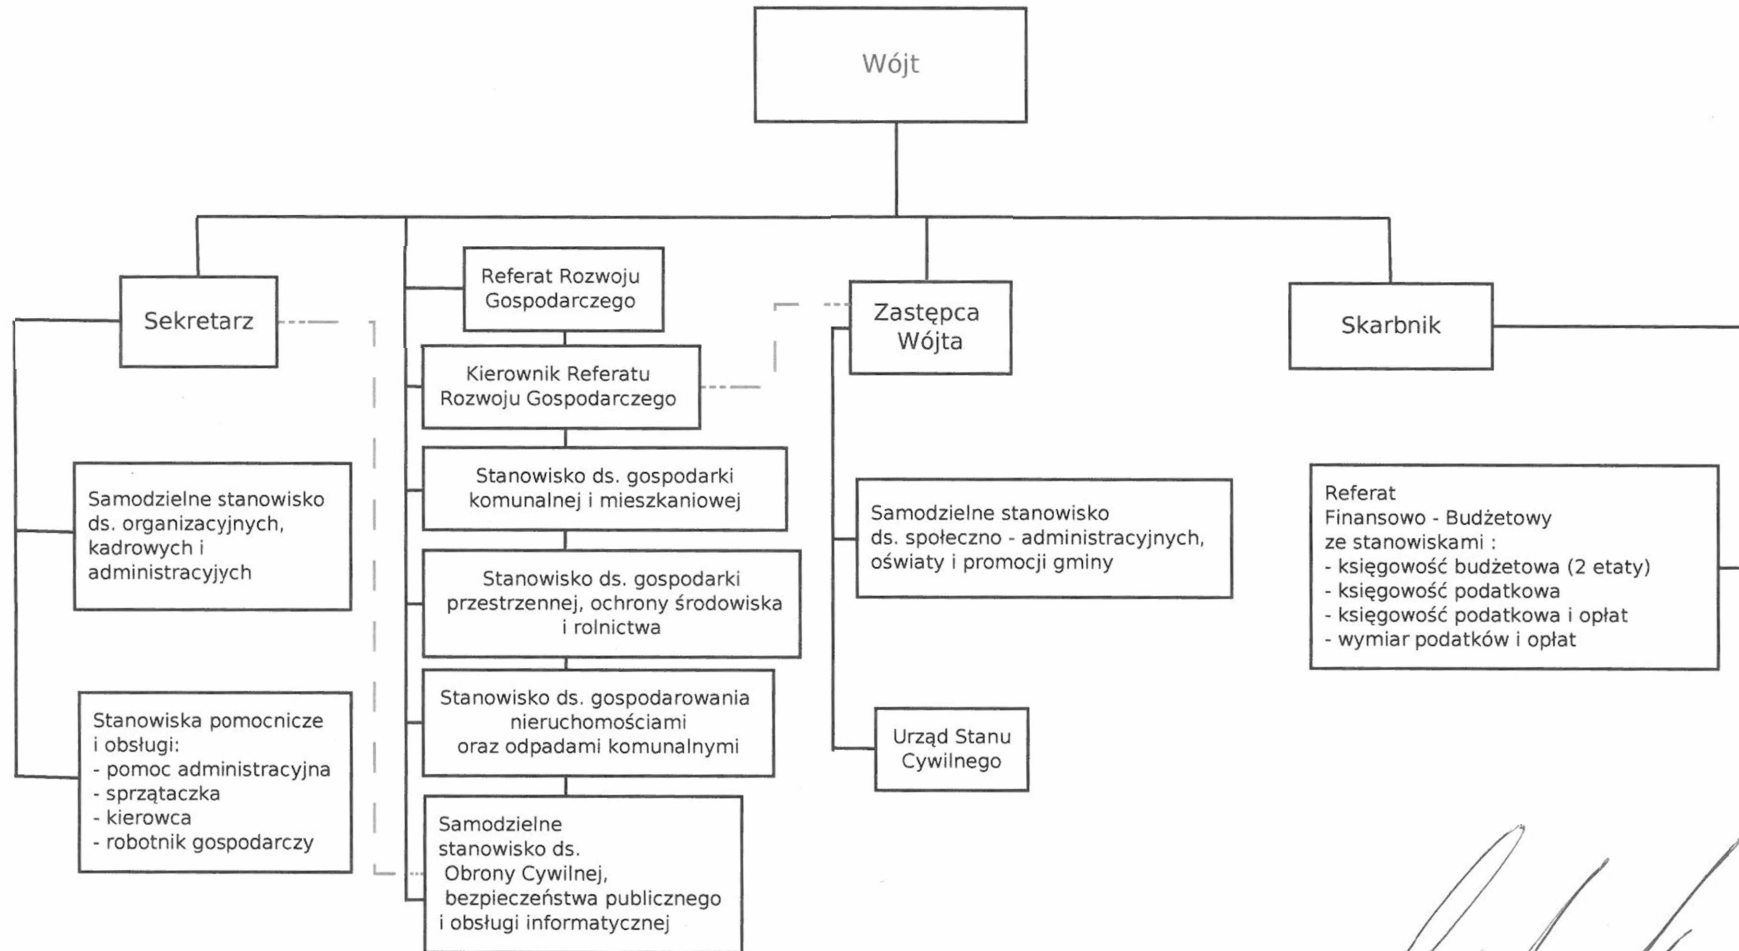 Wójt
Sekretarz
Samodzielne stanowisko
ds. organizacyjnych,
kadrowych i
administracyjych
Stanowiska pomocnicze
i obsługi:
- pomoc administracyjna
- sprzątaczka
- kierowca
- robotnik gospodarczy
Referat Rozwoju
Gospodarczego
Kierownik Referatu
Rozwoju Gospodarczego
Stanowisko ds. gospodarki
komunalnej i mieszkaniowej
Stanowisko ds. gospodarki
przestrzennej, ochrony środowiska
i rolnictwa
Stanowisko ds. gospodarowania
nieruchomościami
oraz odpadami komunalnymi
Samodzielne
stanowisko ds.
Obrony Cywilnej,
bezpieczeństwa publicznego
i obsługi informatycznej
Zastępca
Wójta
Samodzielne stanowisko
ds. społeczno - administracyjnych,
oświaty i promocji gminy
Urząd Stanu
Cywilnego
Skarbnik
Referat
Finansowo - Budżetowy
ze stanowiskami :
- księgowość budżetowa (2 etaty)
- księgowość podatkowa
- księgowość podatkowa i opłat
- wymiar podatków i opłat